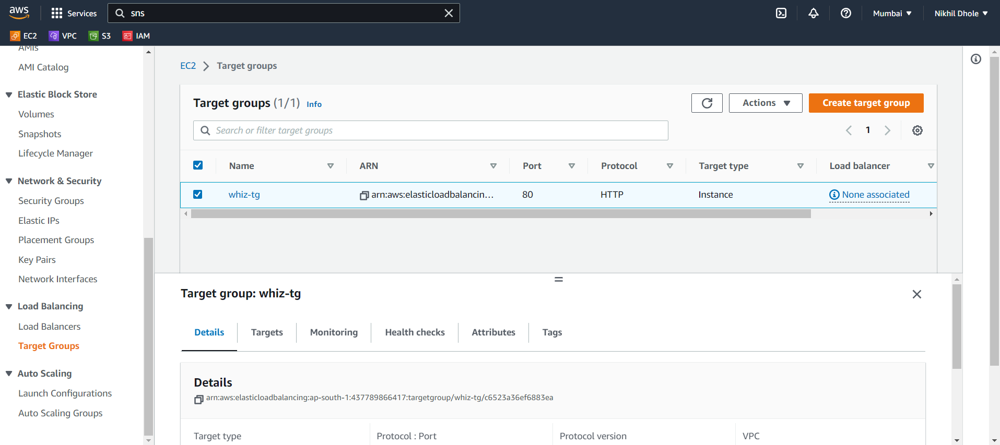 aws
Services
sns
Mumbai
Nikhil Dhole
EC2
VPC
S3
IAM
AMIs
AMI Catalog
Elastic Block Store
Volumes
Snapshots
Lifecycle Manager
Network & Security
Security Groups
Elastic IPs
Placement Groups
Key Pairs
Network Interfaces
Load Balancing
Load Balancers
Target Groups
Auto Scaling
Launch Configurations
Auto Scaling Groups
EC2 > Target groups
Target groups (1/1) Info
Actions
Create target group
Search or filter target groups
1
Name ARN Port Protocol Target type Load balancer
whiz-tg arn:aws:elasticloadbalancin... 80 HTTP Instance None associated
Target group: whiz-tg
Details Targets Monitoring Health checks Attributes Tags
Details
arn:aws:elasticloadbalancing:ap-south-1:437789866417:targetgroup/whiz-tg/c6523a36ef6883ea
Target type Protocol : Port Protocol version VPC